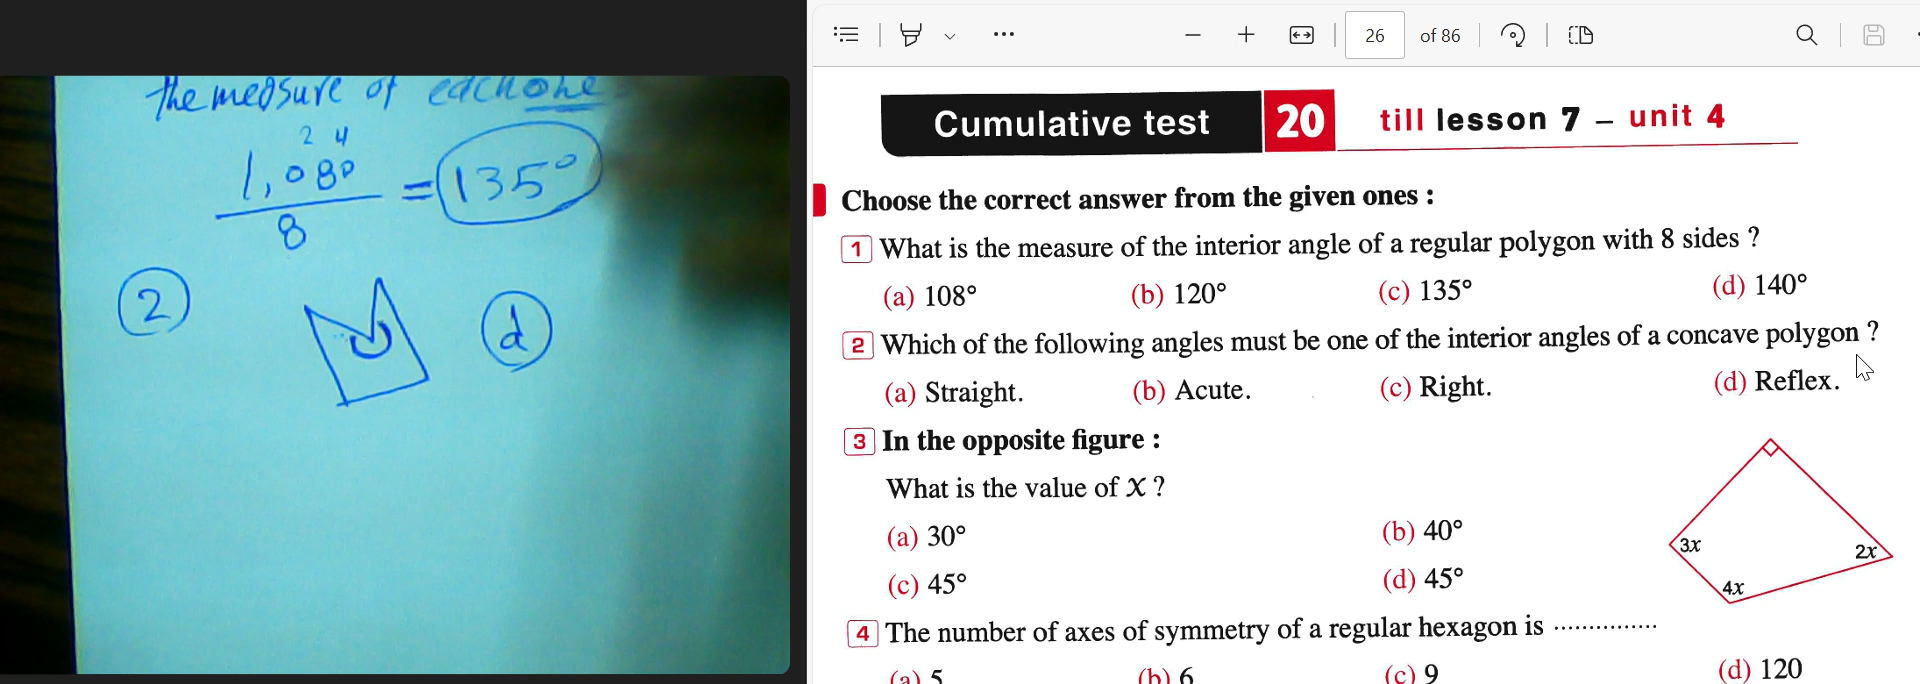 the measure of each one
2 4
1,080
8
= 135°
2
d
26 of 86
Cumulative test 20 till lesson 7 – unit 4
Choose the correct answer from the given ones :
1 What is the measure of the interior angle of a regular polygon with 8 sides ?
(a) 108° (b) 120° (c) 135° (d) 140°
2 Which of the following angles must be one of the interior angles of a concave polygon ?
(a) Straight. (b) Acute. (c) Right. (d) Reflex.
3 In the opposite figure :
What is the value of X ?
(a) 30° (b) 40°
(c) 45° (d) 45°
3x
2x
4x
4 The number of axes of symmetry of a regular hexagon is ...............
(a) 5 (b) 6 (c) 9 (d) 120